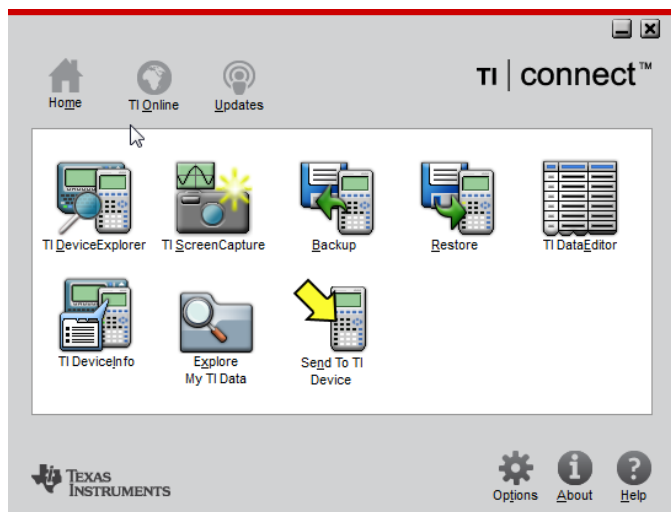 TI | connect™
Home TI Online Updates
TI DeviceExplorer TI ScreenCapture Backup Restore TI DataEditor
TI DeviceInfo Explore Send To TI
My TI Data Device
TEXAS
INSTRUMENTS
Options About Help